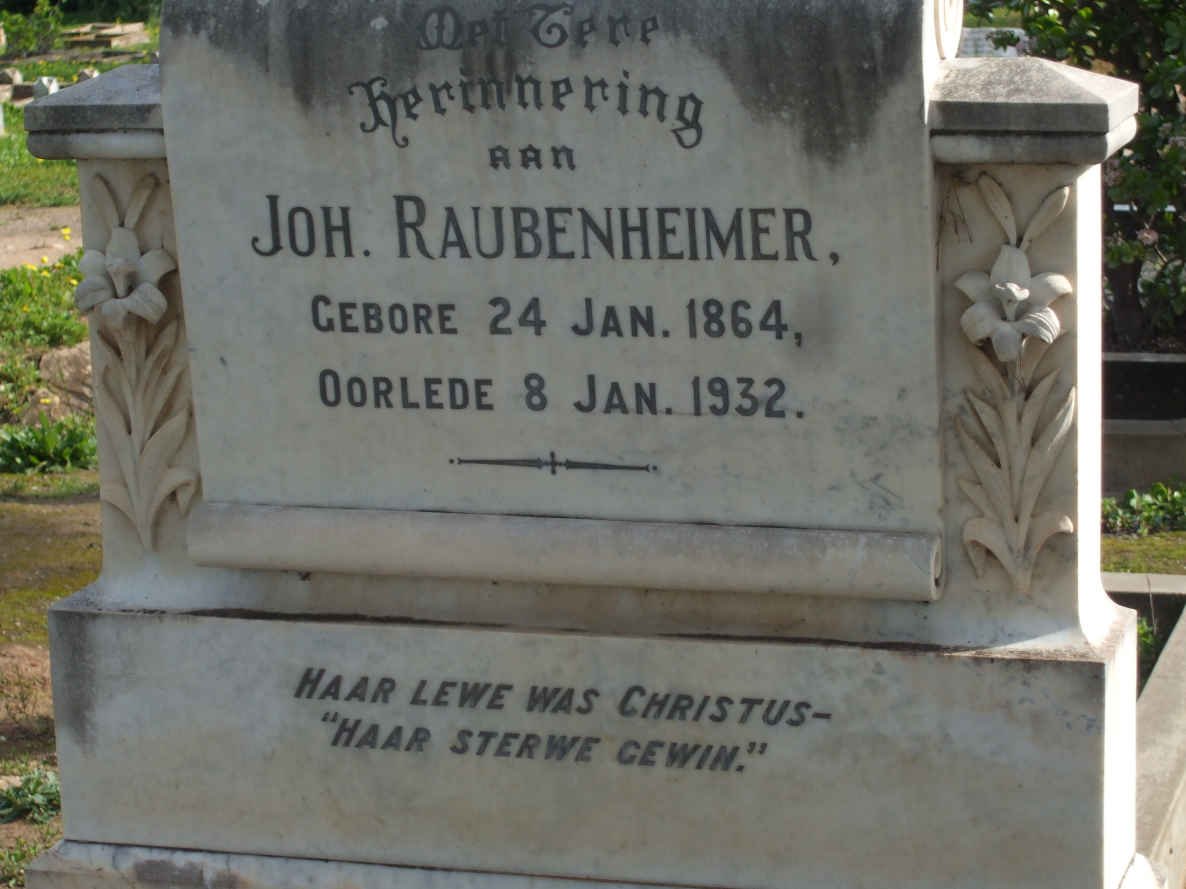 Met Tere
Herinnering
aan
JOH. RAUBENHEIMER,
GEBORE 24 JAN. 1864,
OORLEDE 8 JAN. 1932.
HAAR LEWE WAS CHRISTUS-
"HAAR STERWE GEWIN."